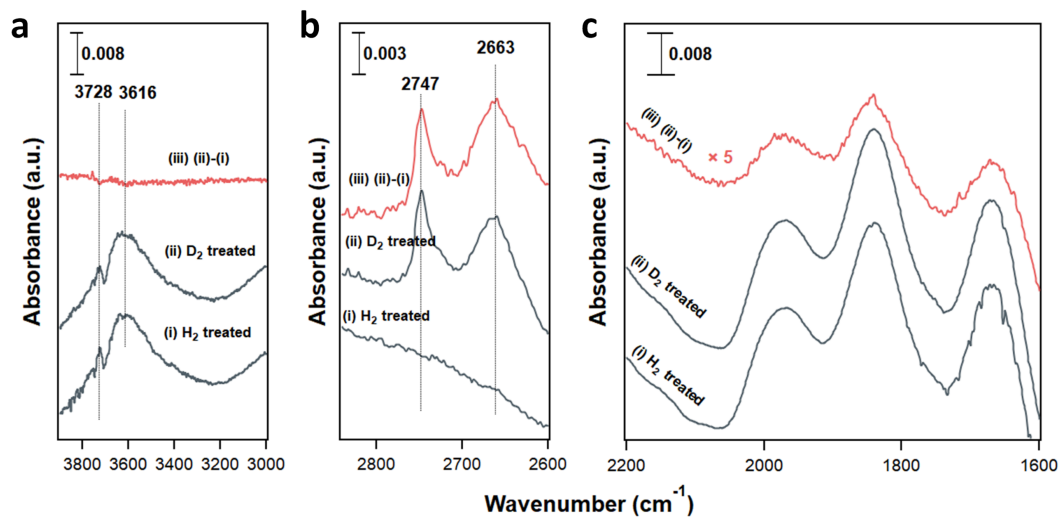 a
0.008
3728 3616
(iii) (ii)-(i)
(ii) D2 treated
(i) H2 treated
3800 3600 3400 3200 3000
b
0.003
2663
2747
(iii) (ii)-(i)
(ii) D2 treated
(i) H2 treated
2800 2700 2600
c
0.008
(iii) (ii)-(i)
× 5
(ii) D2 treated
(i) H2 treated
2200 2000 1800 1600
Absorbance (a.u.)
Absorbance (a.u.)
Absorbance (a.u.)
Wavenumber (cm-1)